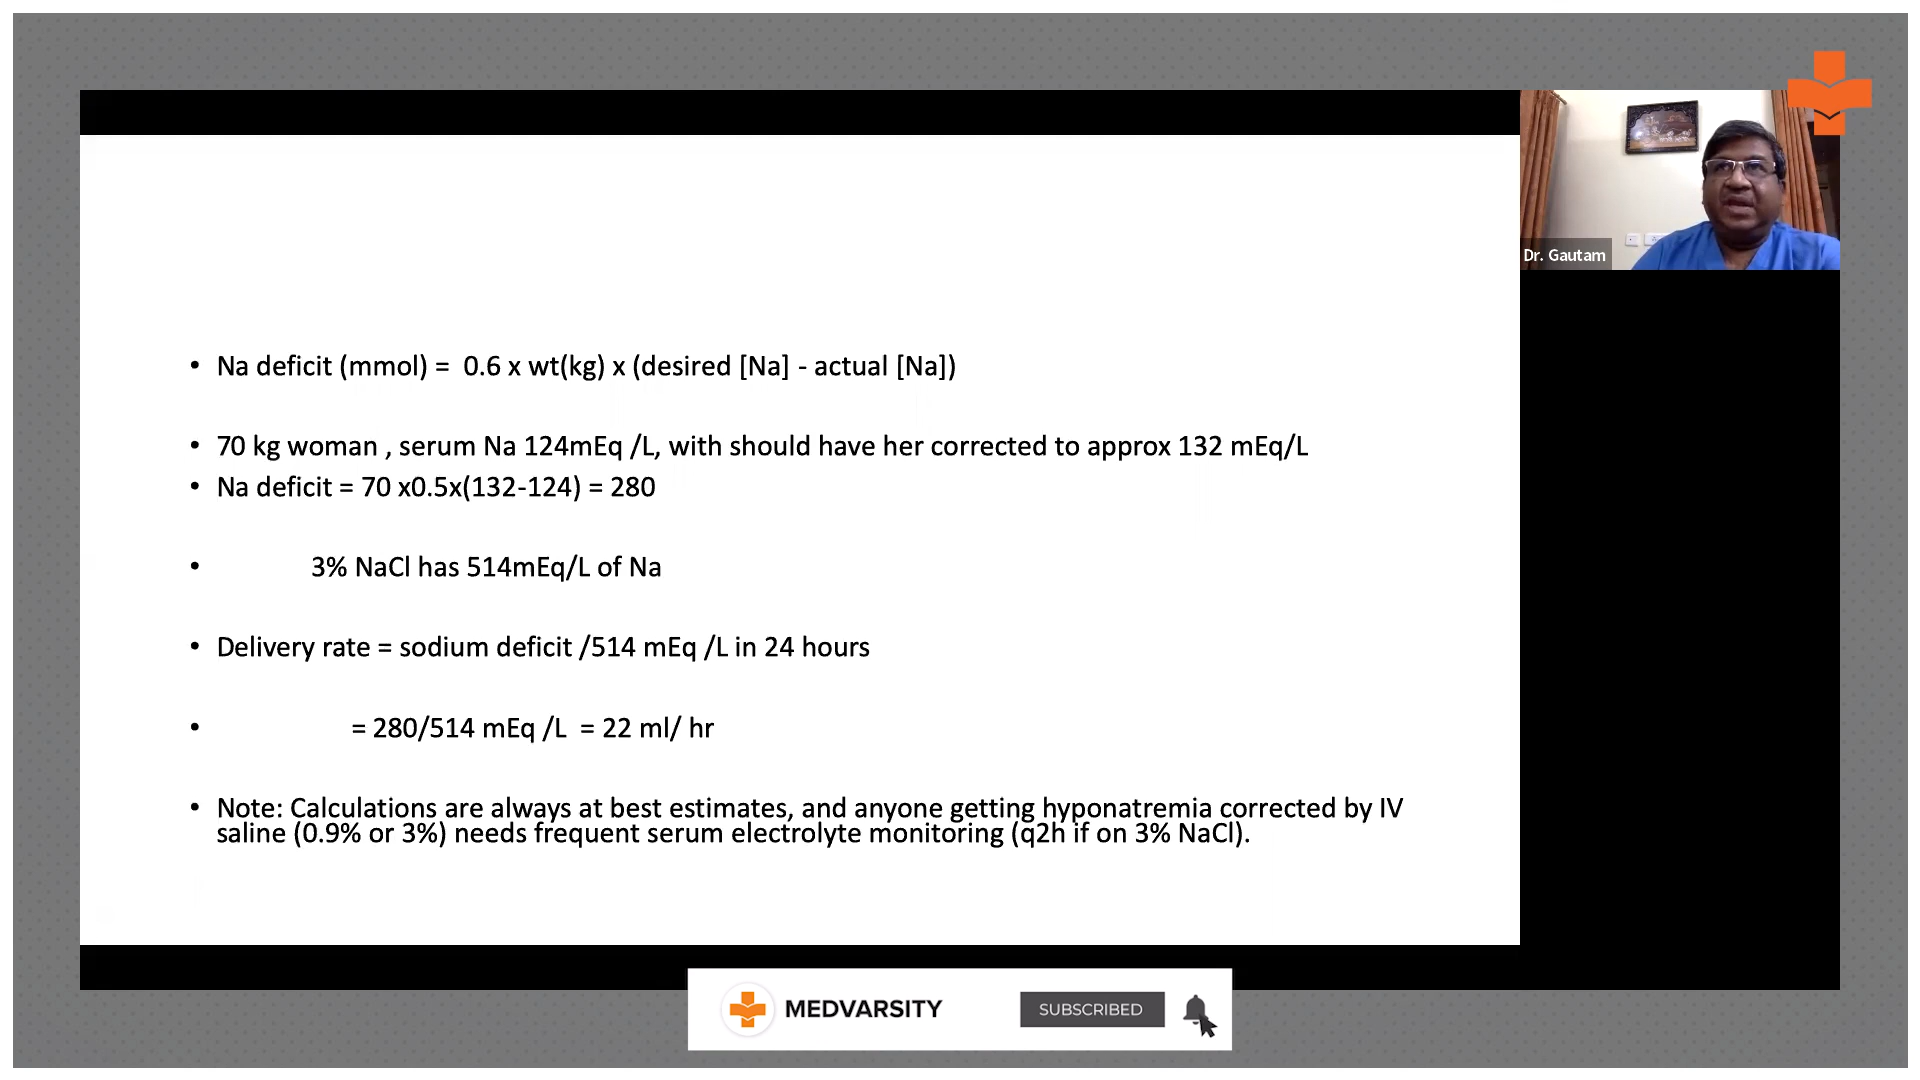 • Na deficit (mmol) = 0.6 x wt(kg) x (desired [Na] - actual [Na])
• 70 kg woman , serum Na 124mEq /L, with should have her corrected to approx 132 mEq/L
• Na deficit = 70 x0.5x(132-124) = 280
• 3% NaCl has 514mEq/L of Na
• Delivery rate = sodium deficit /514 mEq /L in 24 hours
• = 280/514 mEq /L = 22 ml/ hr
• Note: Calculations are always at best estimates, and anyone getting hyponatremia corrected by IV
saline (0.9% or 3%) needs frequent serum electrolyte monitoring (q2h if on 3% NaCl).
Dr. Gautam
MEDVARSITY
SUBSCRIBED